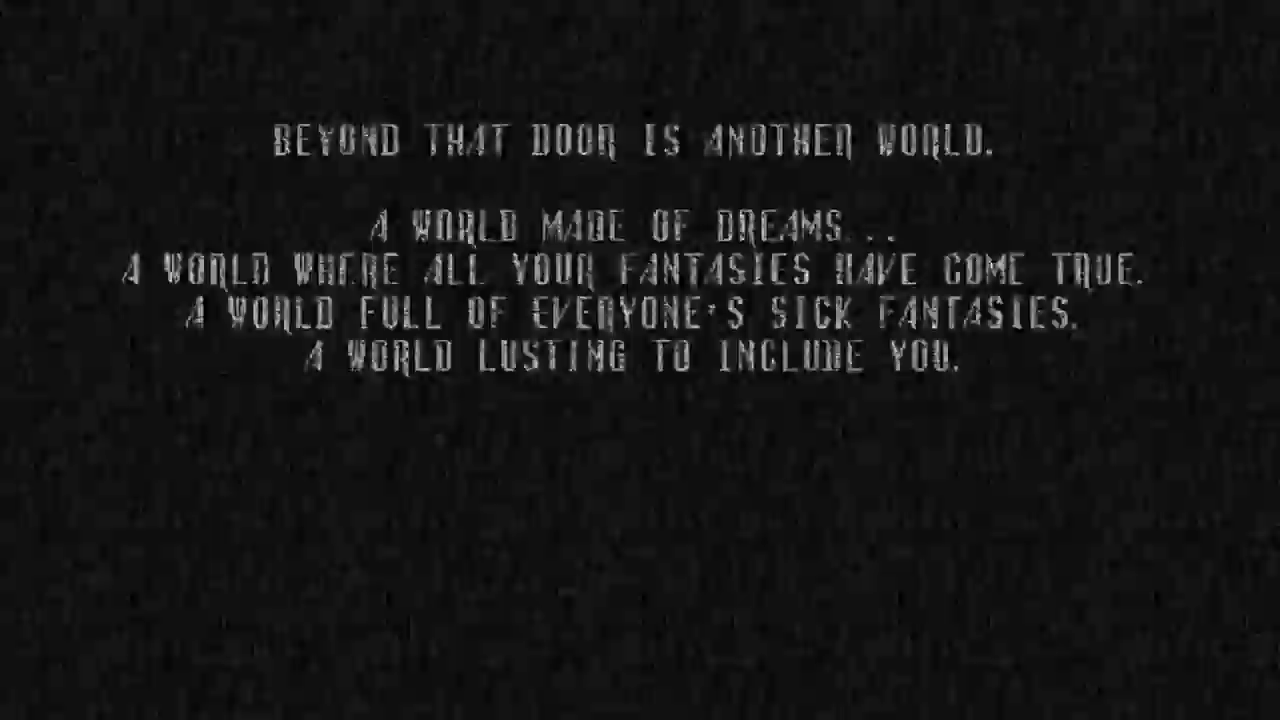 BEYOND THAT DOOR IS ANOTHER WORLD.
A WORLD MADE OF DREAMS...
A WORLD WHERE ALL YOUR FANTASIES HAVE COME TRUE.
A WORLD FULL OF EVERYONE'S SICK FANTASIES.
A WORLD LUSTING TO INCLUDE YOU.